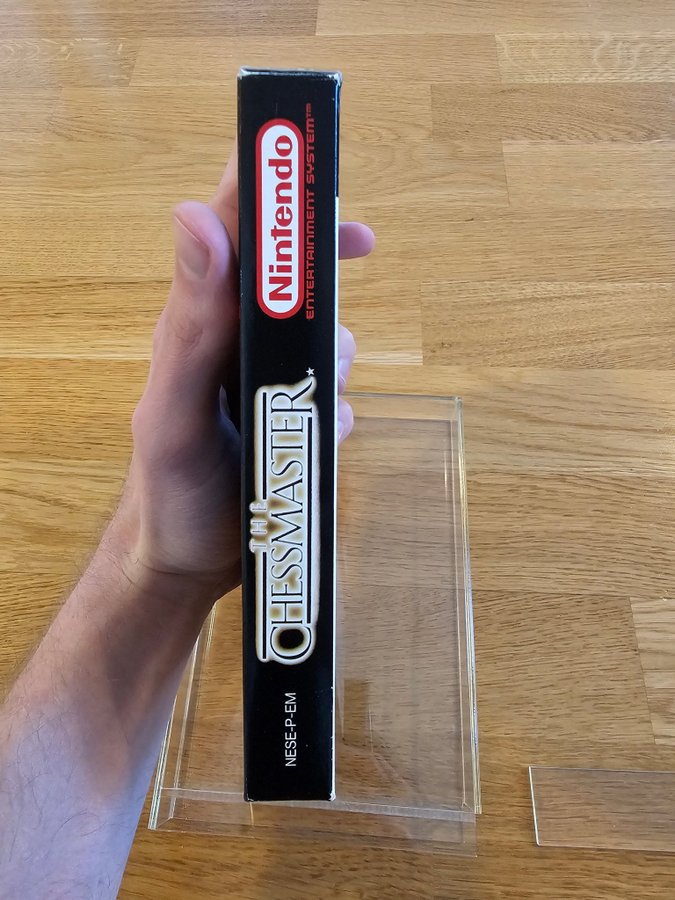 Nintendo
ENTERTAINMENT SYSTEM™
THE
CHESSMASTER
NESE-P-EM